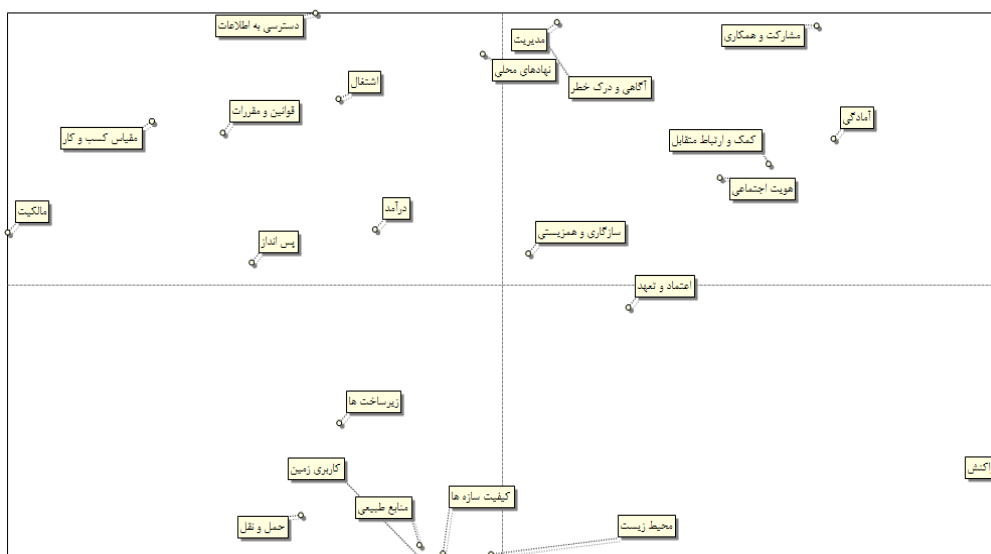 دسترسی به اطلاعات
مدیریت
مشارکت و همکاری
نهادهای محلی
اشتغال
آگاهی و درک خطر
قوانین و مقررات
آمادگی
مقیاس کسب و کار
کمک و ارتباط متقابل
هویت اجتماعی
مالکیت
درآمد
سازگاری و همزیستی
پس انداز
اعتماد و تعهد
زیرساخت ها
کاربری زمین
کیفیت سازه ها
منابع طبیعی
حمل و نقل
محیط زیست